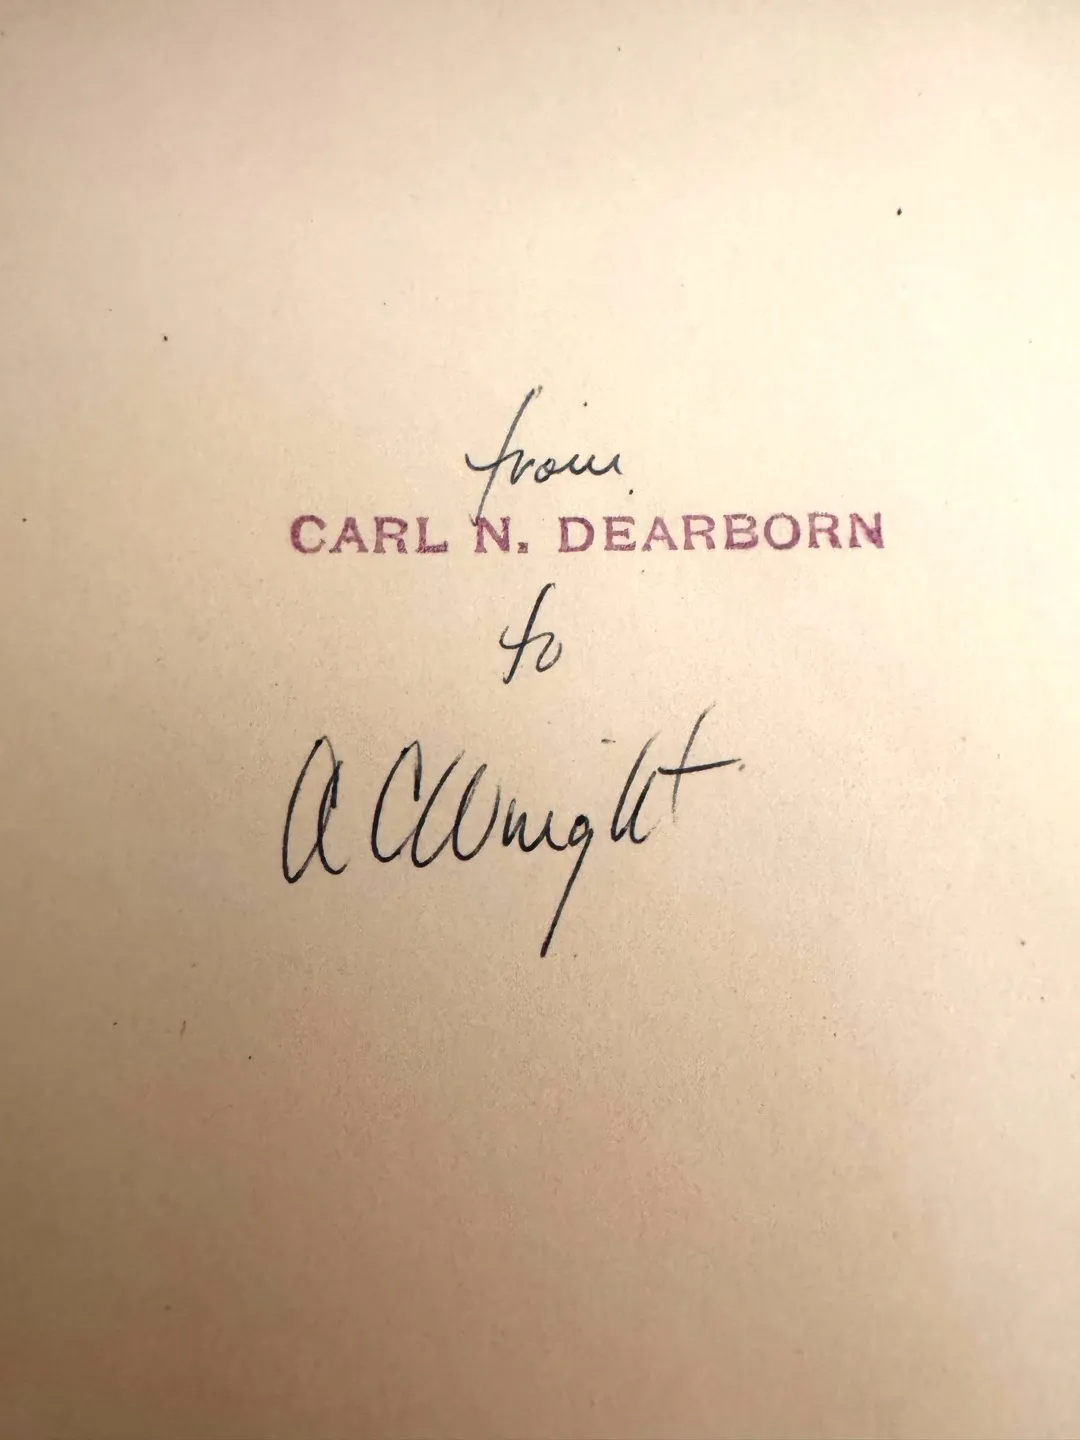 from
CARL N. DEARBORN
to
A C Wright